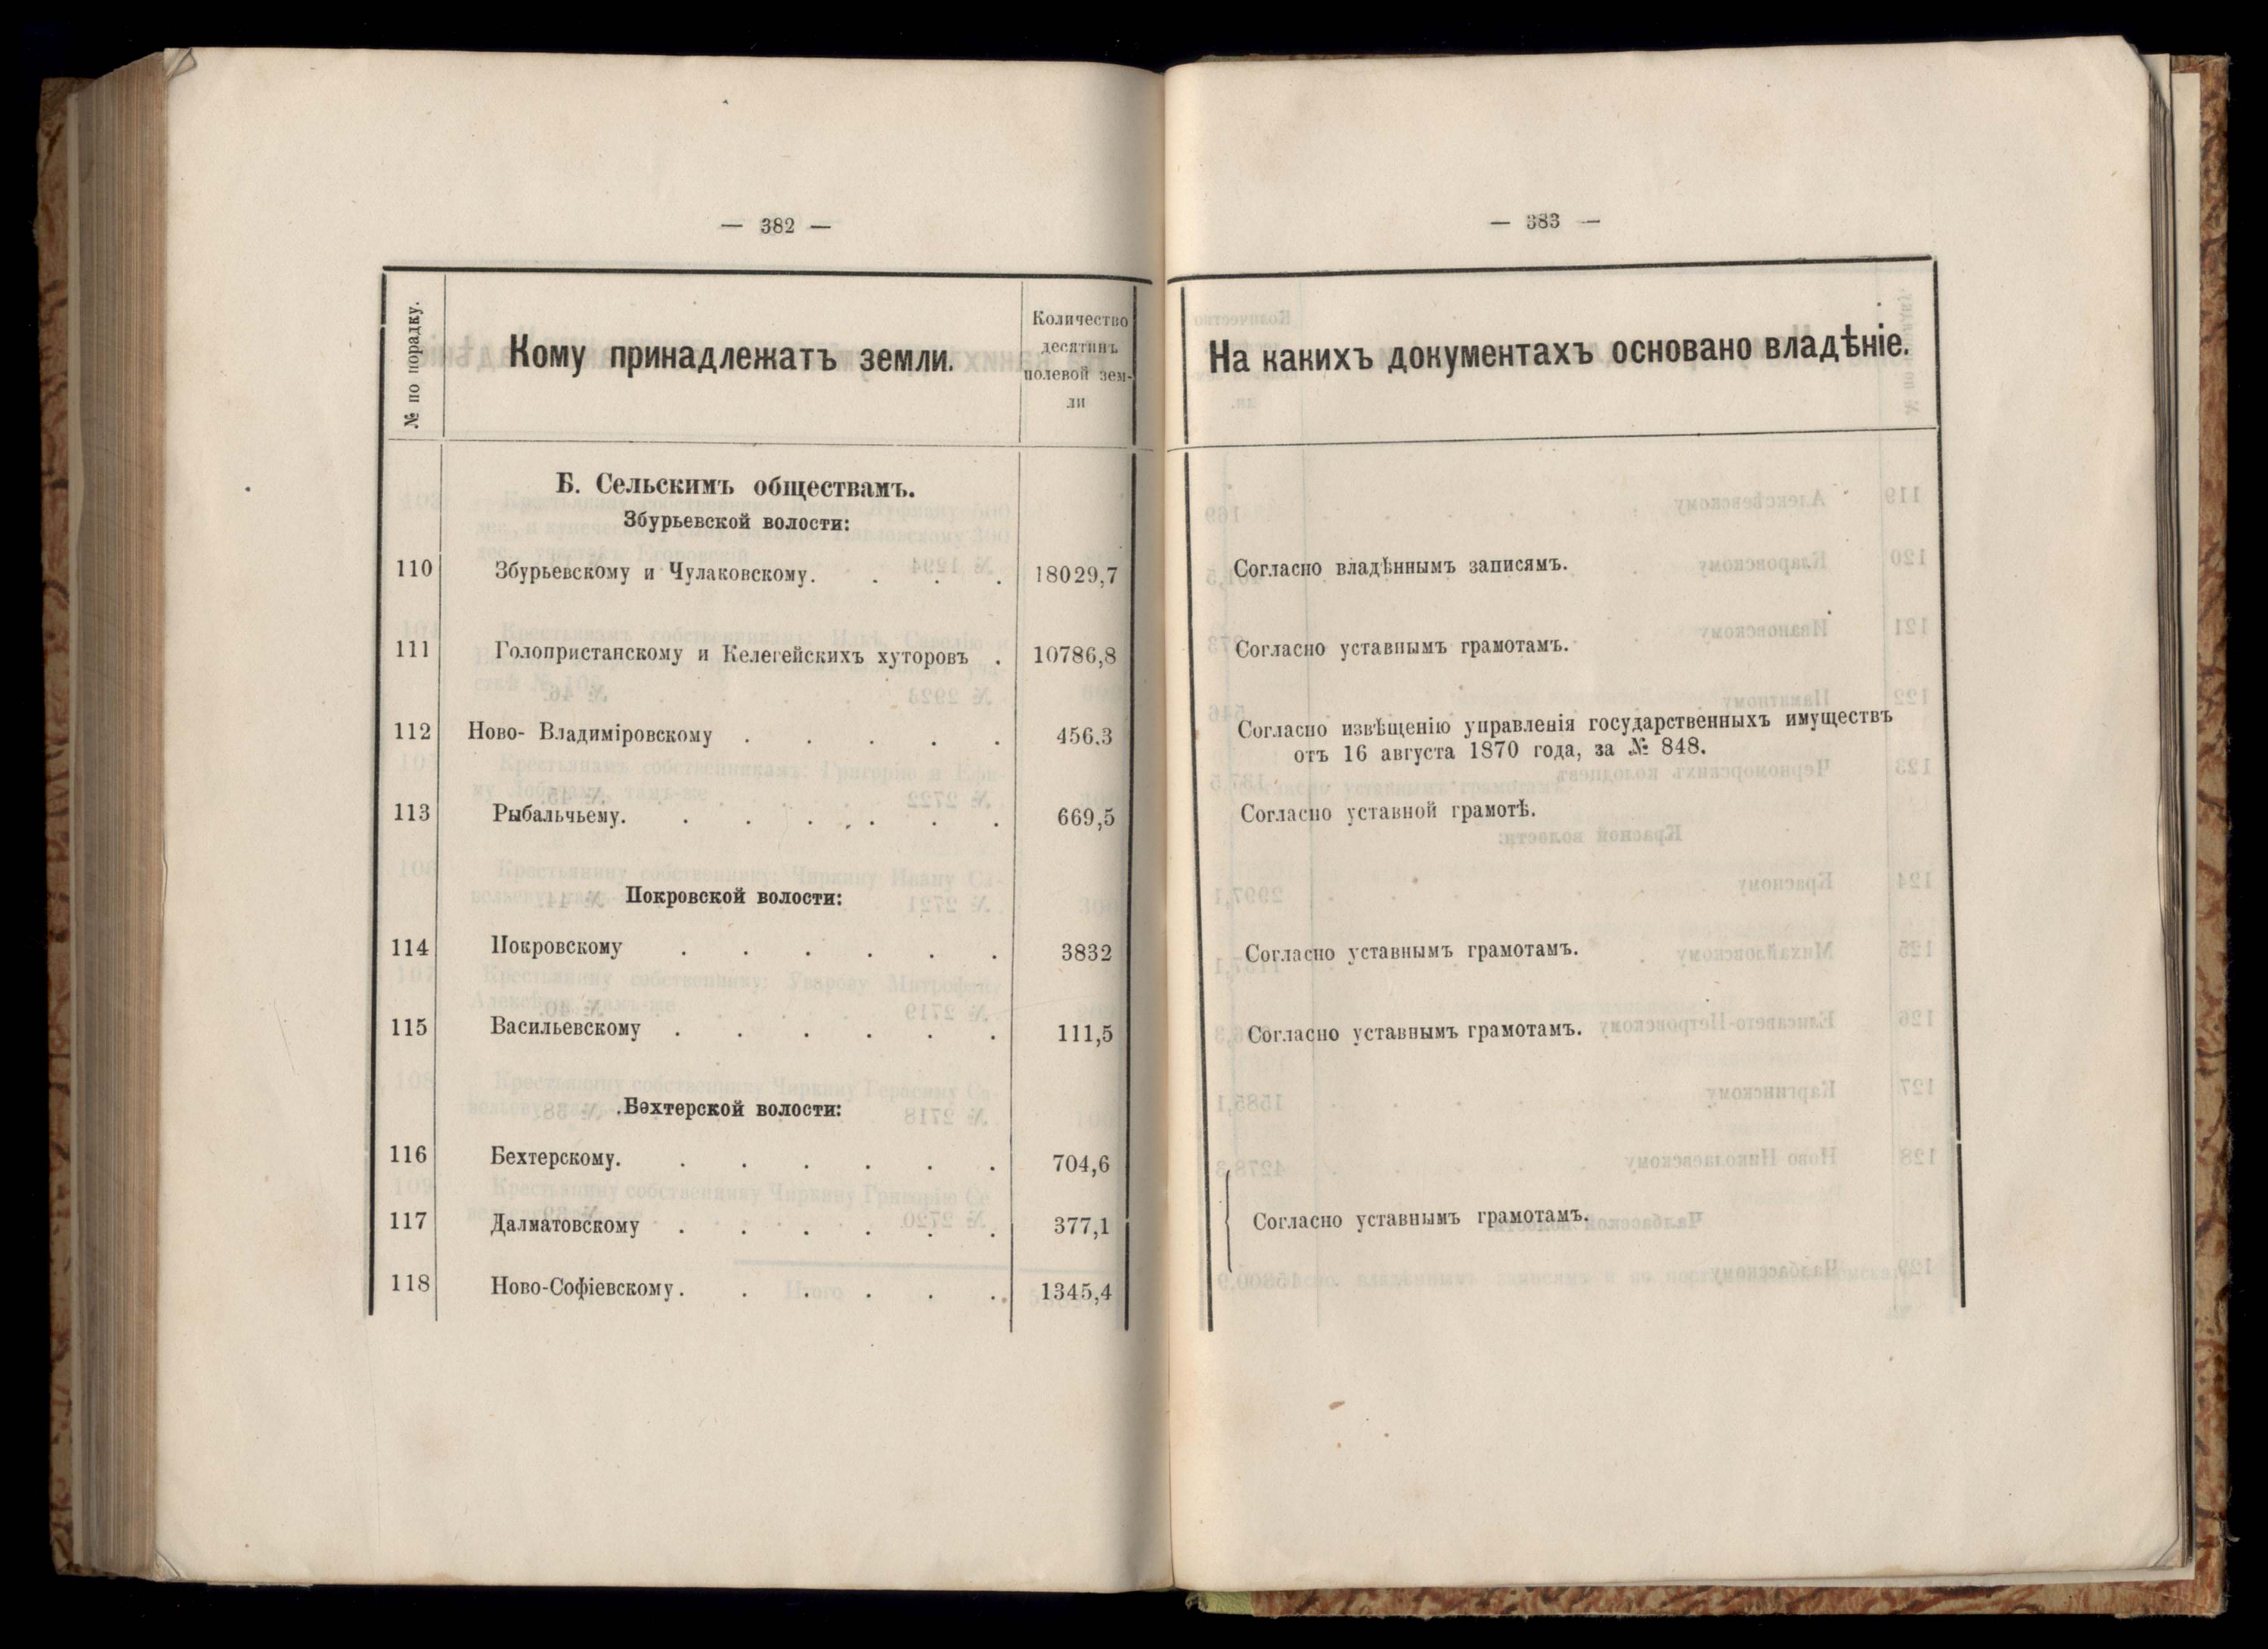 — 382 —
№ по порадку.
Кому принадлежатъ земли.
Количество
десятинъ
полевой зем-
ли
Б. Сельскимъ обществамъ.
Збурьевской волости:
110 Збурьевскому и Чулаковскому. . . . 18029,7
111 Голопристанскому и Келегейскихъ хуторовъ . 10786,8
112 Ново- Владиміровскому . . . . . 456.3
113 Рыбальчьему. . . . . . . 669,5
Покровской волости:
114 Покровскому . . . . . . 3832
115 Васильевскому . . . . . . 111,5
Бехтерской волости:
116 Бехтерскому. . . . . . . 704,6
117 Далматовскому . . . . . . 377,1
118 Ново-Софіевскому. . . . . . 1345,4
— 383 —
На какихъ документахъ основано владѣніе.
Согласно владѣннымъ записямъ.
Согласно уставнымъ грамотамъ.
Согласно извѣщенію управленія государственныхъ имуществъ
отъ 16 августа 1870 года, за № 848.
Согласно уставной грамотѣ.
Согласно уставнымъ грамотамъ.
Согласно уставнымъ грамотамъ.
Согласно уставнымъ грамотамъ.